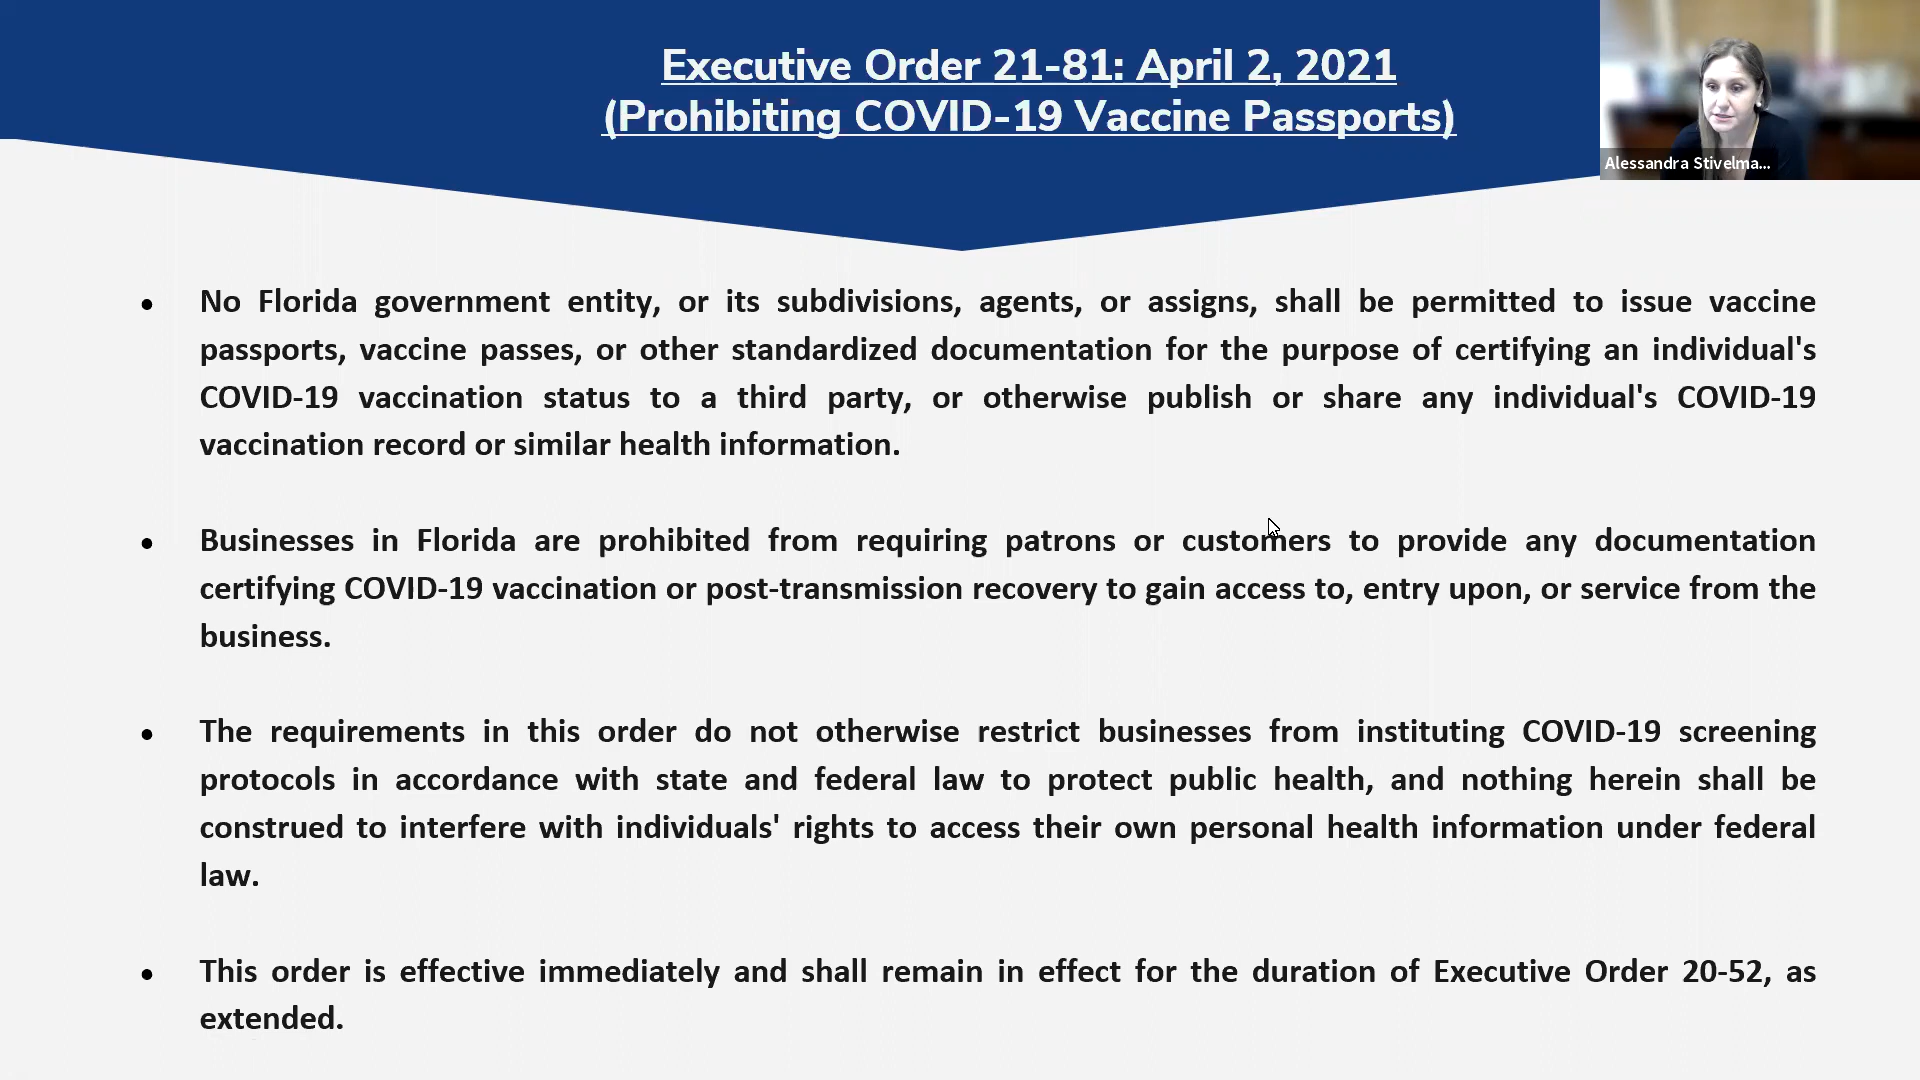 Executive Order 21-81: April 2, 2021
(Prohibiting COVID-19 Vaccine Passports)
Alessandra Stivelma...
• No Florida government entity, or its subdivisions, agents, or assigns, shall be permitted to issue vaccine
passports, vaccine passes, or other standardized documentation for the purpose of certifying an individual's
COVID-19 vaccination status to a third party, or otherwise publish or share any individual's COVID-19
vaccination record or similar health information.
• Businesses in Florida are prohibited from requiring patrons or customers to provide any documentation
certifying COVID-19 vaccination or post-transmission recovery to gain access to, entry upon, or service from the
business.
• The requirements in this order do not otherwise restrict businesses from instituting COVID-19 screening
protocols in accordance with state and federal law to protect public health, and nothing herein shall be
construed to interfere with individuals' rights to access their own personal health information under federal
law.
• This order is effective immediately and shall remain in effect for the duration of Executive Order 20-52, as
extended.